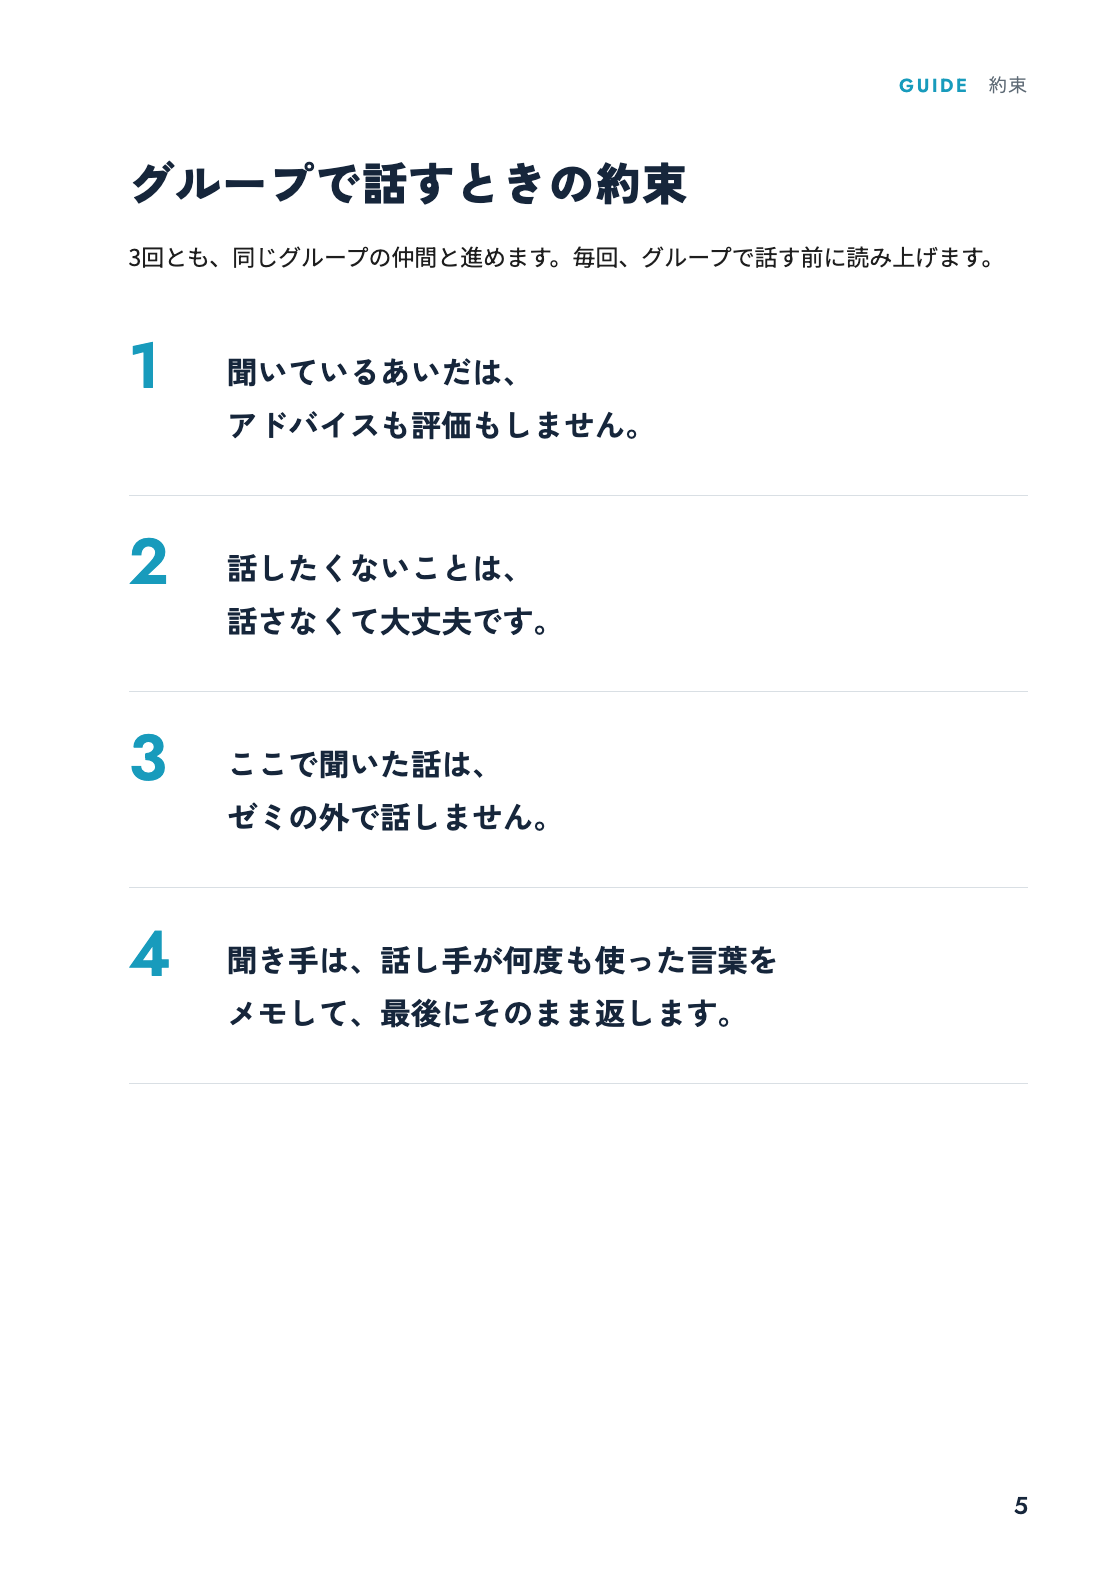 GUIDE 約束
グループで話すときの約束
3回とも、同じグループの仲間と進めます。毎回、グループで話す前に読み上げます。
1 聞いているあいだは、
アドバイスも評価もしません。
2 話したくないことは、
話さなくて大丈夫です。
3 ここで聞いた話は、
ゼミの外で話しません。
4 聞き手は、話し手が何度も使った言葉を
メモして、最後にそのまま返します。
5